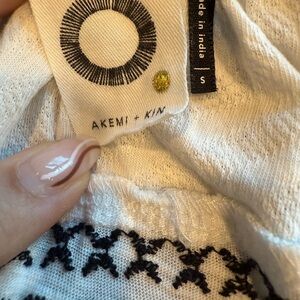 made in india
S
AKEMI + KIN